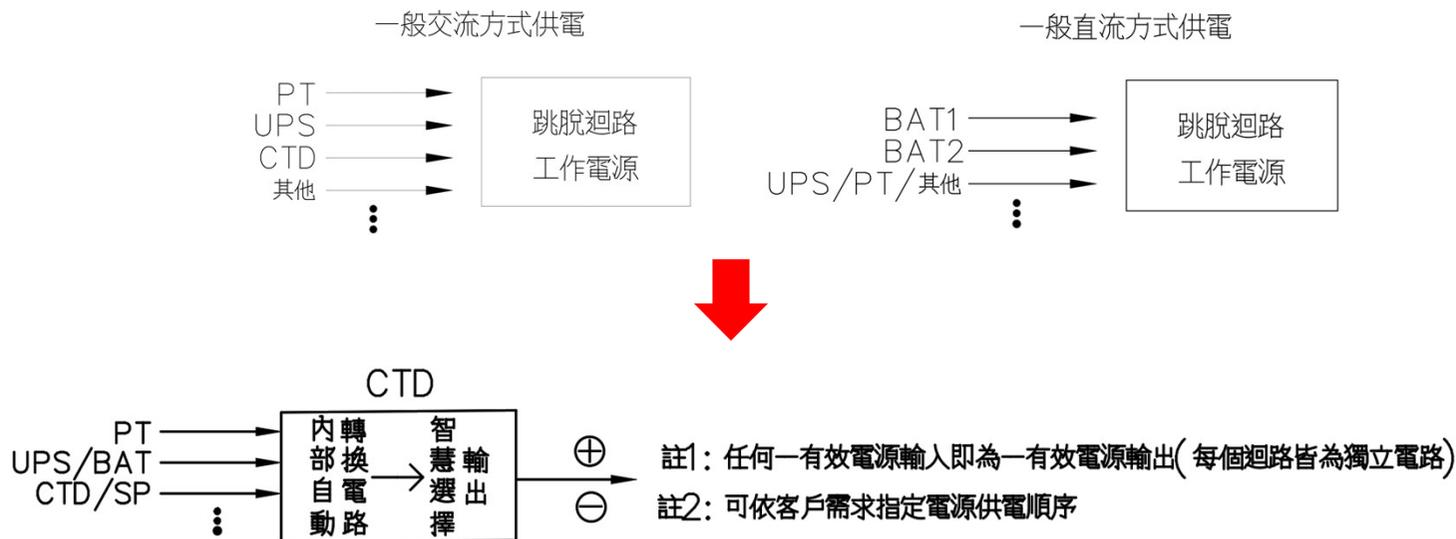 一般交流方式供電
PT
UPS
CTD
其他
跳脫迴路
工作電源
一般直流方式供電
BAT1
BAT2
UPS/PT/其他
跳脫迴路
工作電源
CTD
PT
UPS/BAT
CTD/SP
內部自動
轉換電路
智慧選擇
輸出
⊕
⊖
註1: 任何一有效電源輸入即為一有效電源輸出( 每個迴路皆為獨立電路)
註2: 可依客戶需求指定電源供電順序